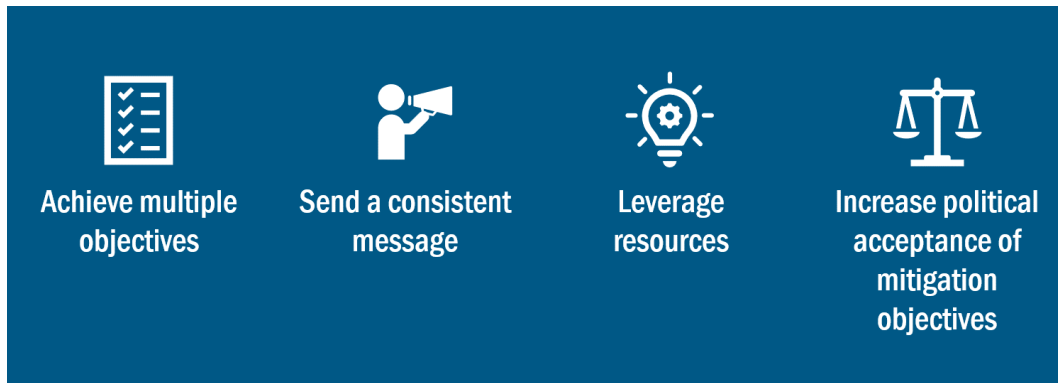 Achieve multiple
objectives
Send a consistent
message
Leverage
resources
Increase political
acceptance of
mitigation
objectives